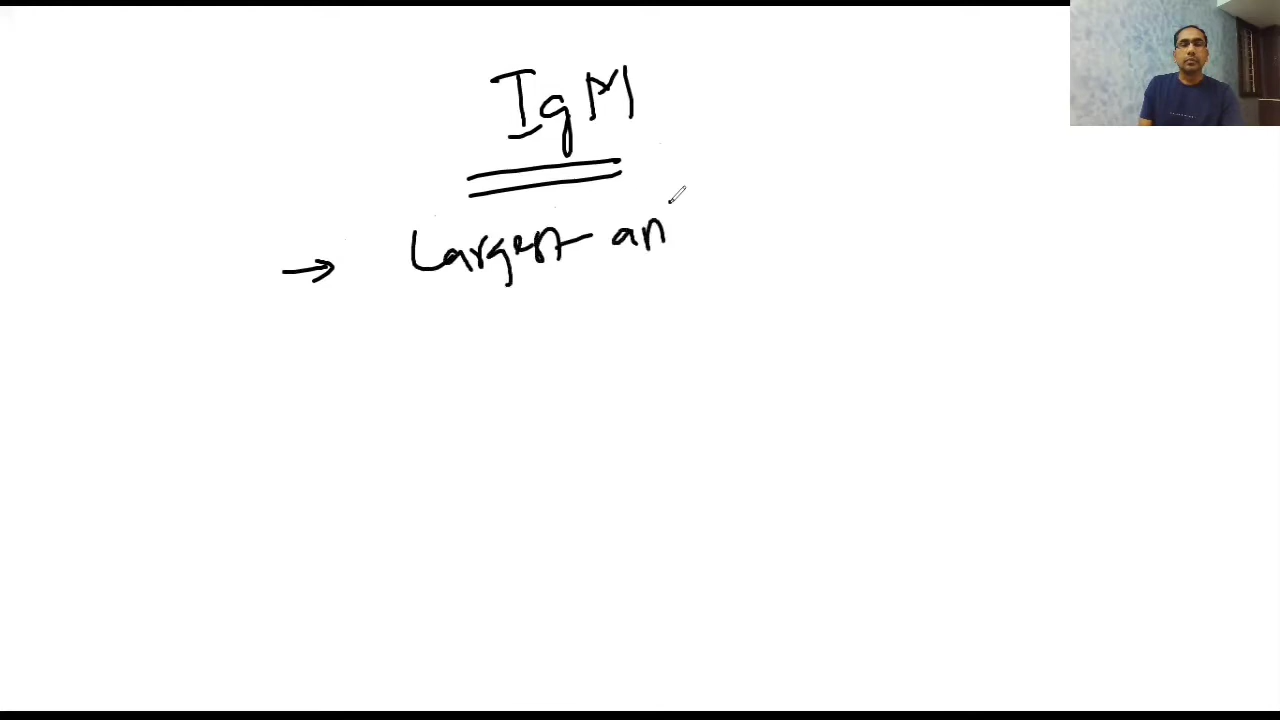 IgM
→ Largest an